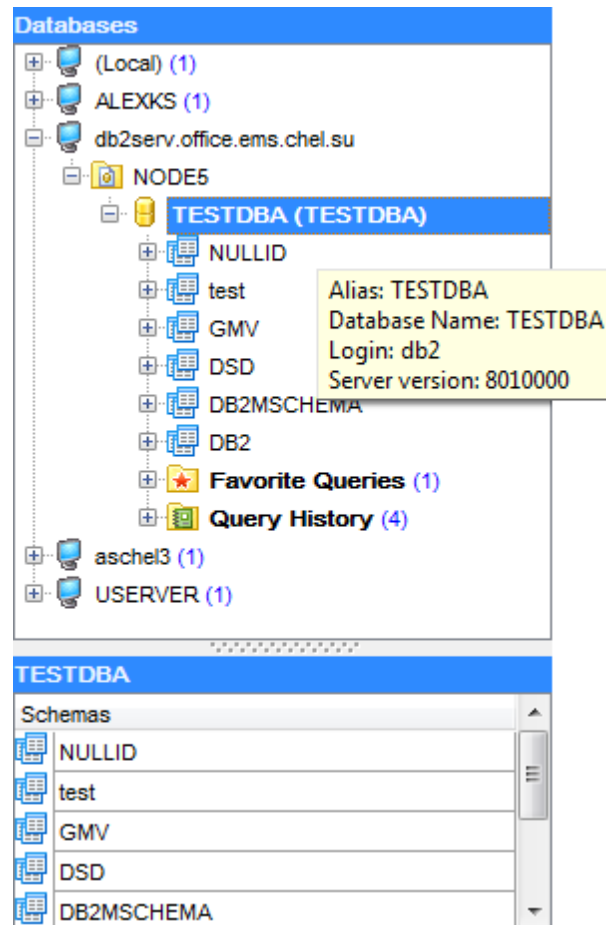 Databases
(Local) (1)
ALEXKS (1)
db2serv.office.ems.chel.su
NODE5
TESTDBA (TESTDBA)
NULLID
test
GMV
DSD
DB2MSCHEMA
DB2
Favorite Queries (1)
Query History (4)
aschel3 (1)
USERVER (1)
Alias: TESTDBA
Database Name: TESTDBA
Login: db2
Server version: 8010000
TESTDBA
Schemas
NULLID
test
GMV
DSD
DB2MSCHEMA